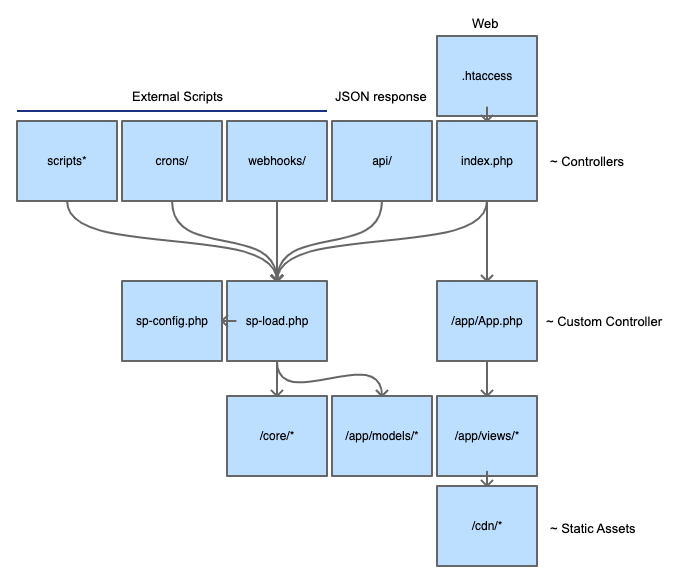 Web
.htaccess
External Scripts
JSON response
scripts*
crons/
webhooks/
api/
index.php
~ Controllers
sp-config.php
sp-load.php
/app/App.php
~ Custom Controller
/core/*
/app/models/*
/app/views/*
/cdn/*
~ Static Assets